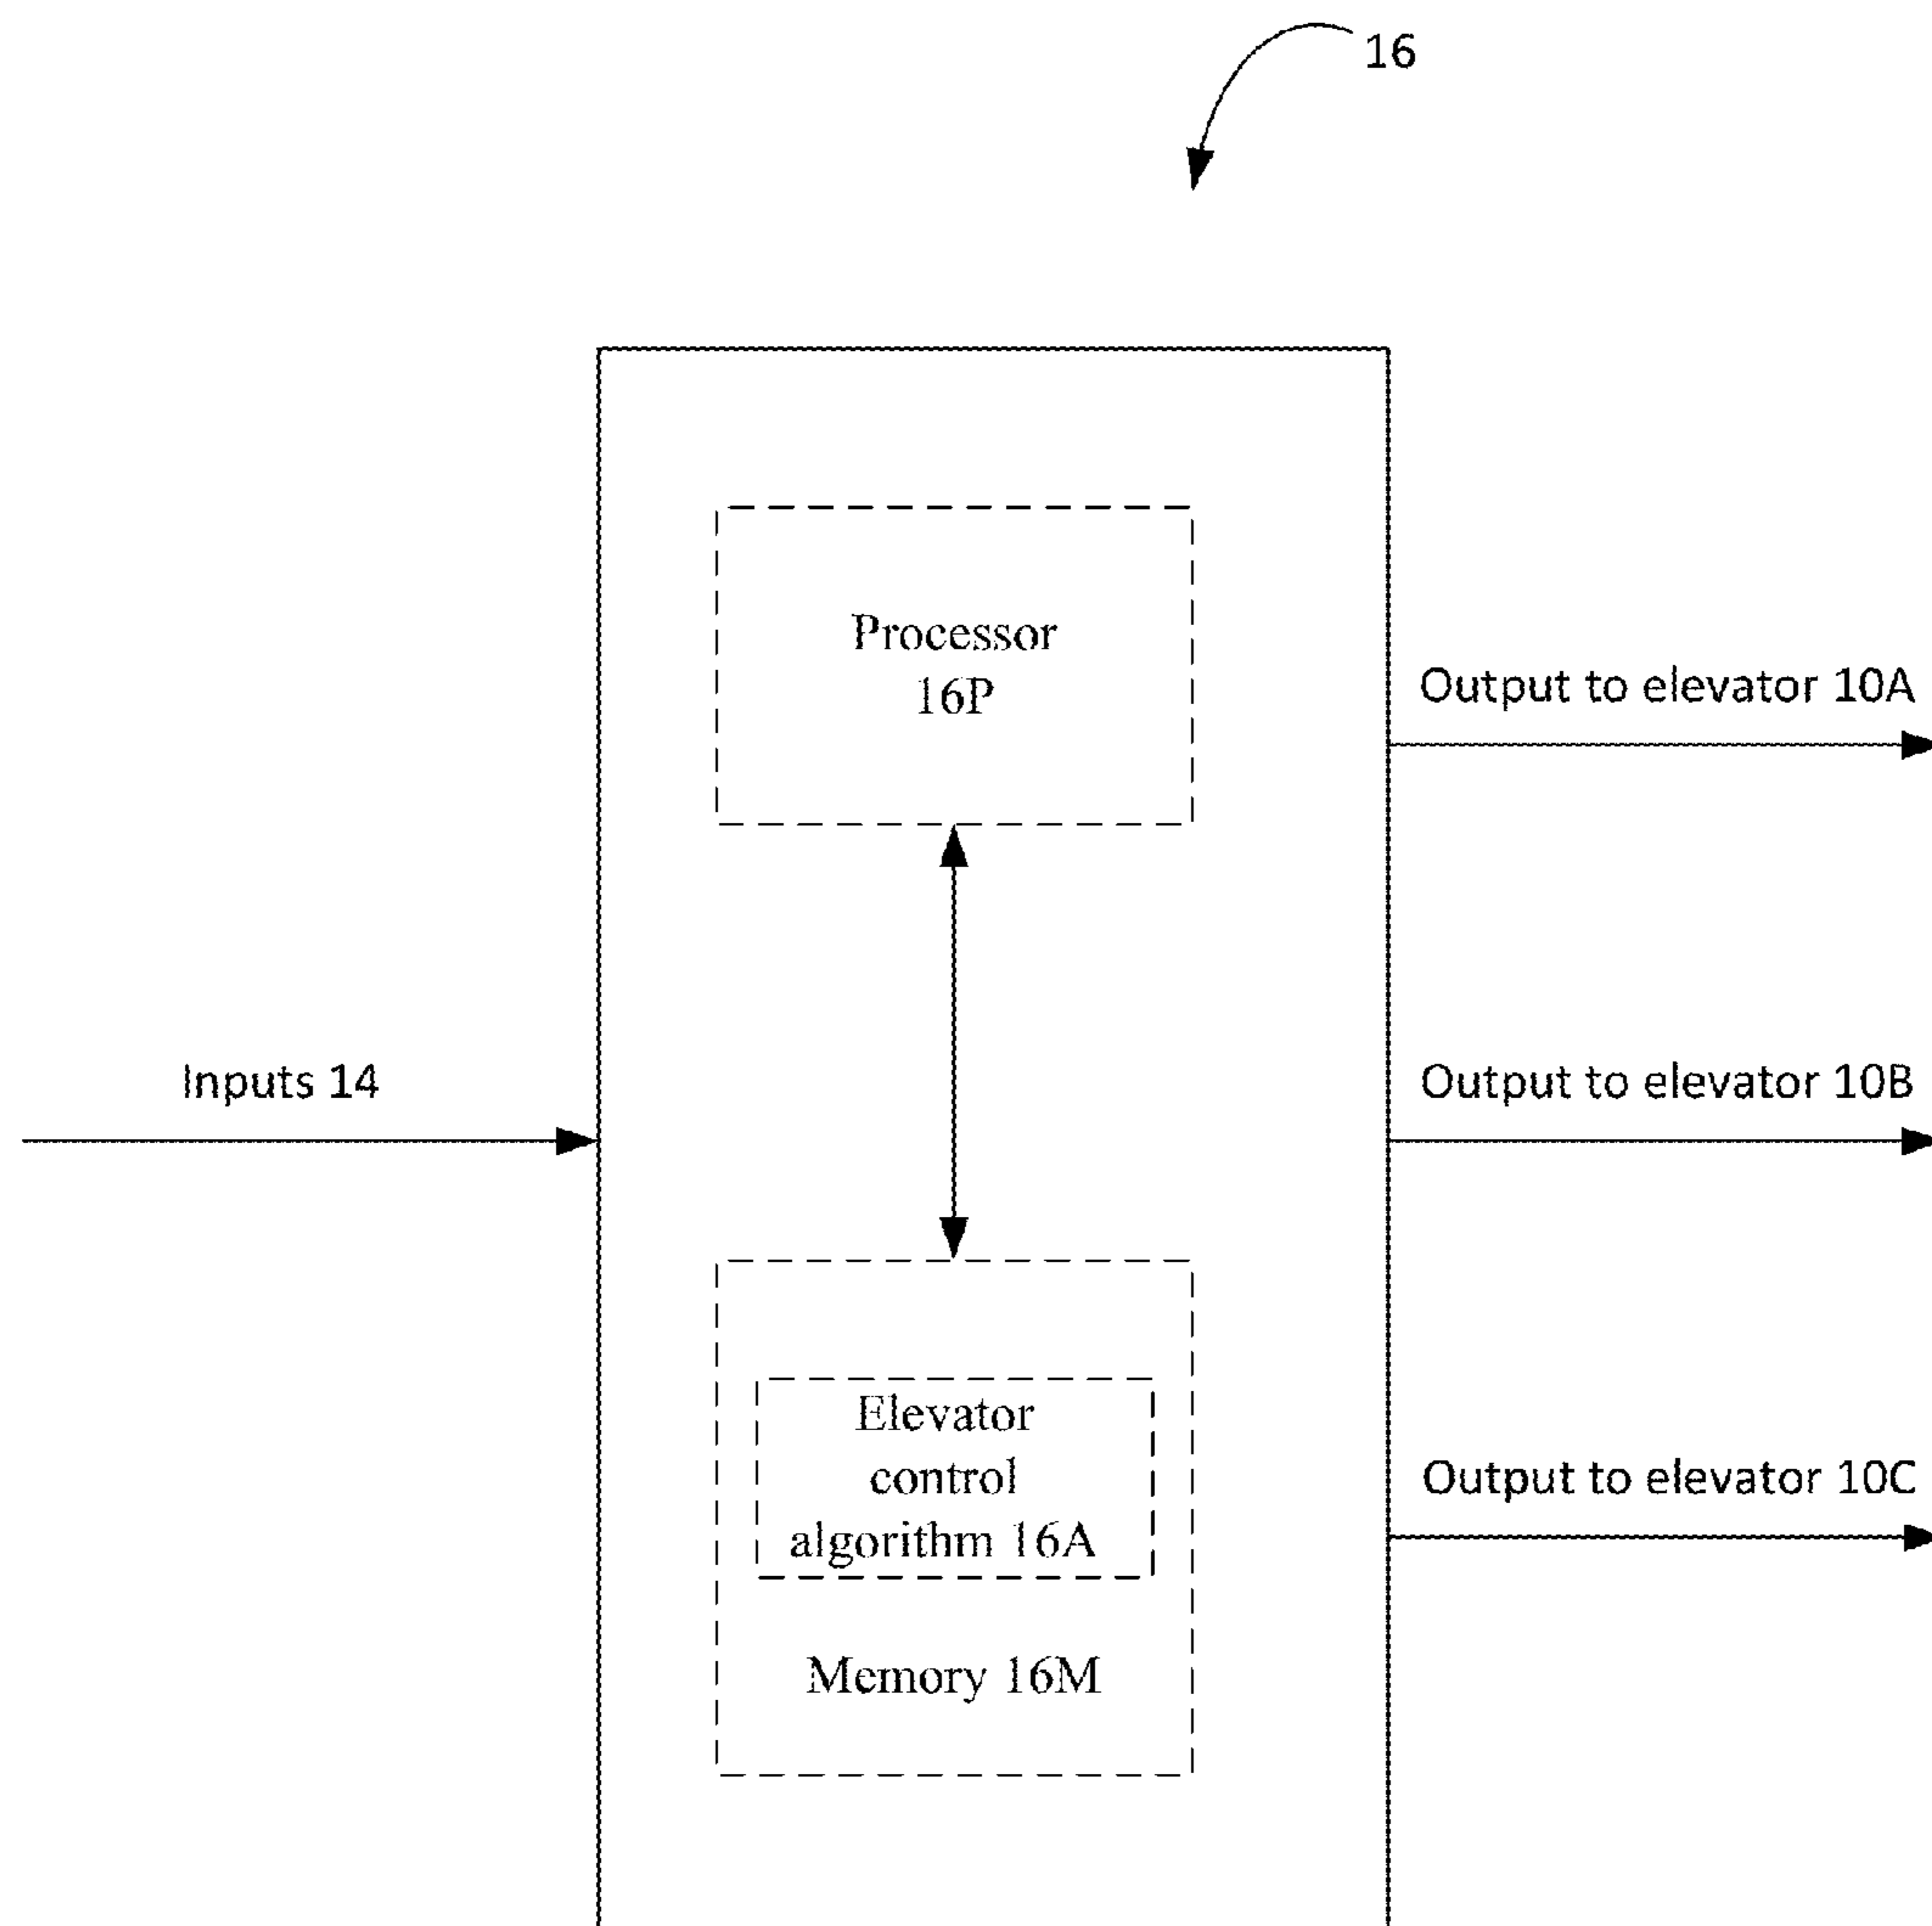 16
Processor
16P
Output to elevator 10A
Inputs 14
Output to elevator 10B
Elevator
control
algorithm 16A
Output to elevator 10C
Memory 16M